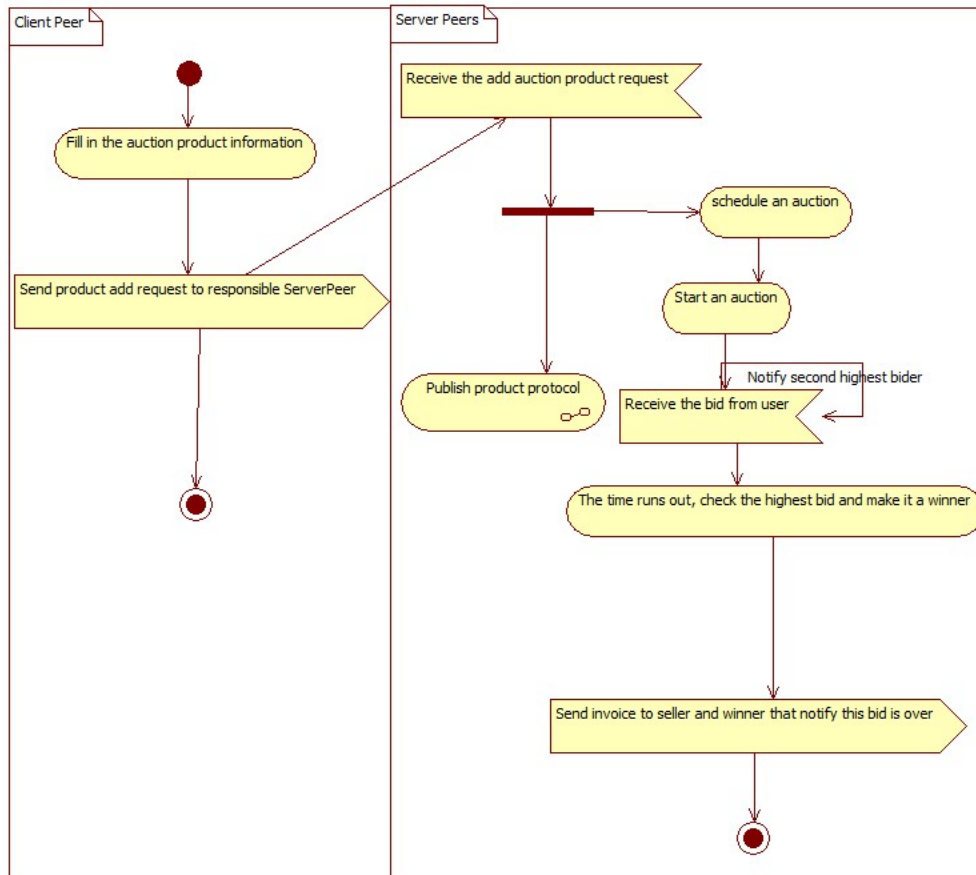 Client Peer
Server Peers
Receive the add auction product request
Fill in the auction product information
schedule an auction
Send product add request to responsible ServerPeer
Start an auction
Notify second highest bider
Publish product protocol
Receive the bid from user
The time runs out, check the highest bid and make it a winner
Send invoice to seller and winner that notify this bid is over